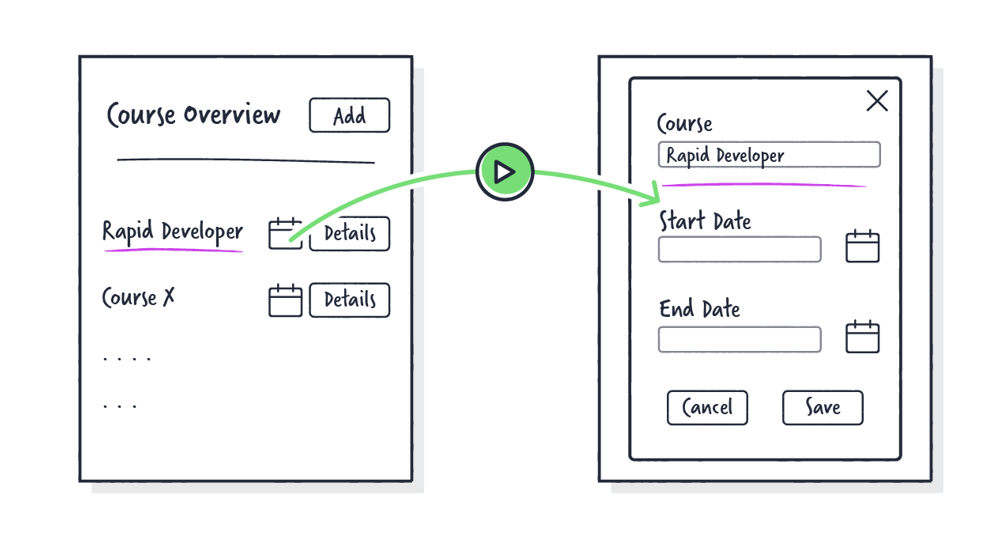 Course Overview
Add
Rapid Developer
Details
Course X
Details
. . . .
. . .
Course
Rapid Developer
Start Date
End Date
Cancel
Save